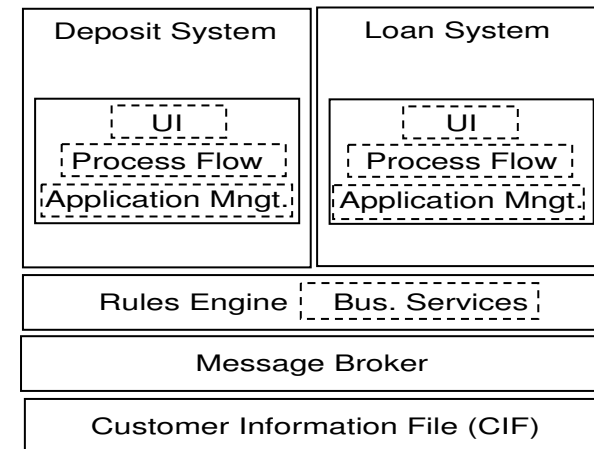 Deposit System
UI
Process Flow
Application Mngt.
Loan System
UI
Process Flow
Application Mngt.
Rules Engine Bus. Services
Message Broker
Customer Information File (CIF)